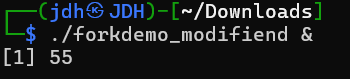 ┌──(jdh㉿JDH)-[~/Downloads]
└─$ ./forkdemo_modifiend &
[1] 55